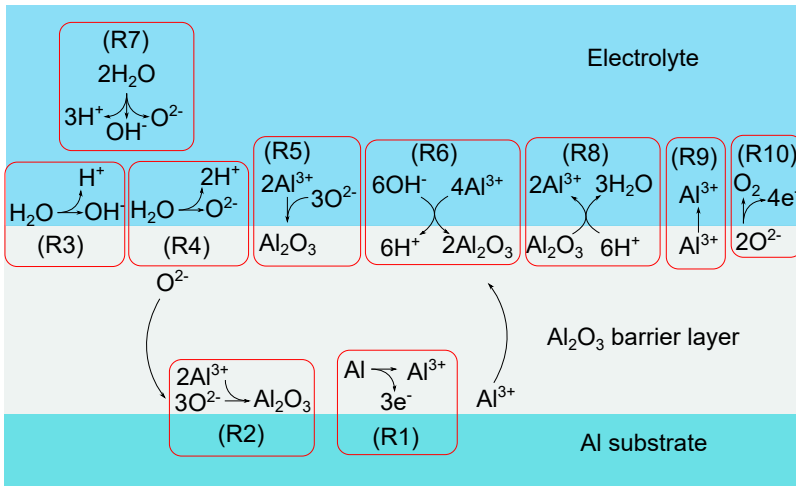 (R7)
2H₂O
3H⁺ OH⁻ O²⁻
Electrolyte
(R3)
H⁺
H₂O OH⁻
(R4)
2H⁺
H₂O O²⁻
(R5)
2Al³⁺
3O²⁻
Al₂O₃
(R6)
6OH⁻ 4Al³⁺
6H⁺ 2Al₂O₃
(R8)
2Al³⁺ 3H₂O
Al₂O₃ 6H⁺
(R9)
Al³⁺
Al³⁺
(R10)
O₂
4e⁻
2O²⁻
O²⁻
Al₂O₃ barrier layer
2Al³⁺
3O²⁻ Al₂O₃
(R2)
Al Al³⁺
3e⁻
(R1)
Al³⁺
Al substrate